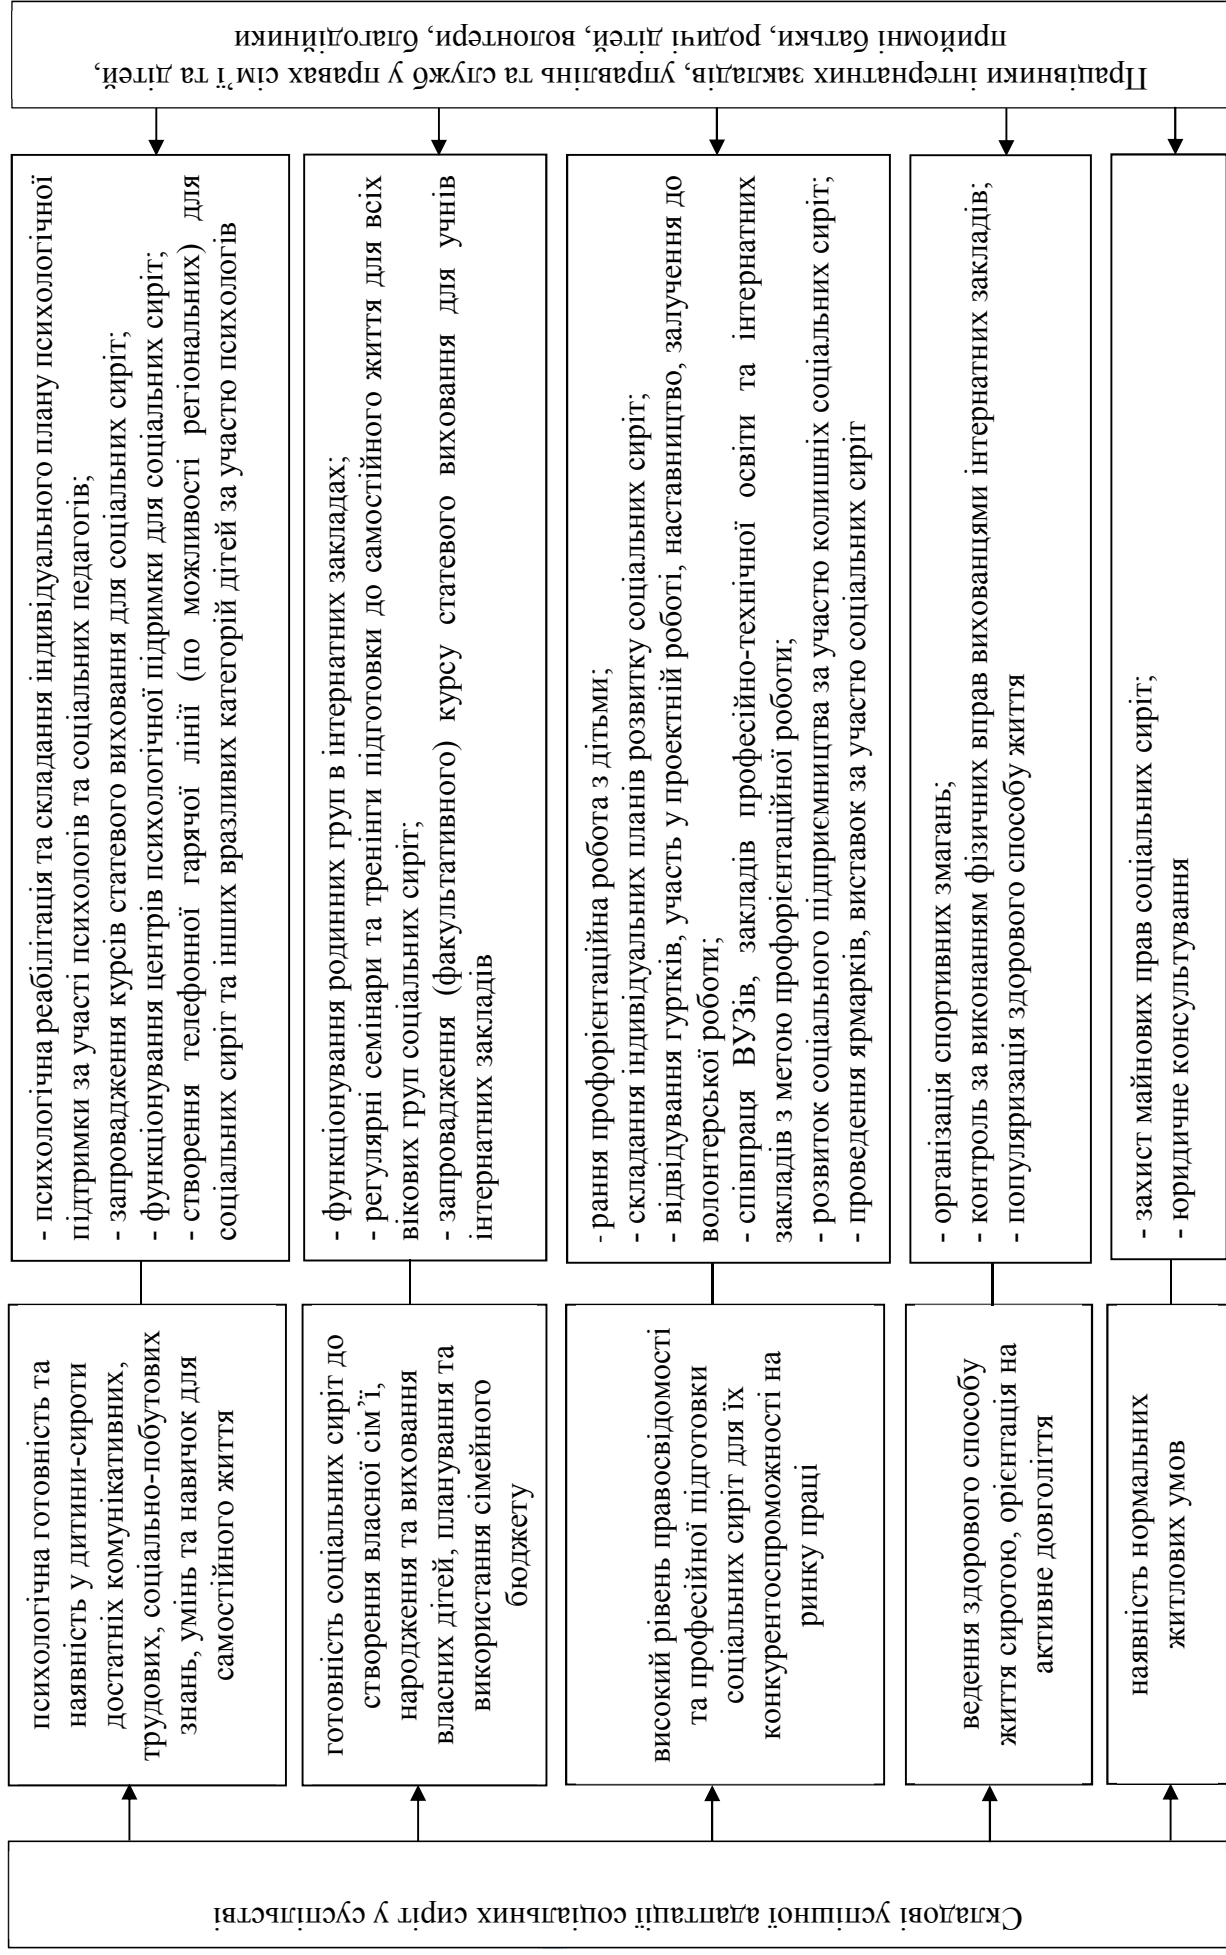 Складові успішної адаптації соціальних сиріт у суспільстві
психологічна готовність та
наявність у дитини-сироти
достатніх комунікативних,
трудових, соціально-побутових
знань, умінь та навичок для
самостійного життя
- психологічна реабілітація та складання індивідуального плану психологічної
підтримки за участі психологів та соціальних педагогів;
- запровадження курсів статевого виховання для соціальних сиріт;
- функціонування центрів психологічної підтримки для соціальних сиріт;
- створення телефонної гарячої лінії (по можливості регіональних) для
соціальних сиріт та інших вразливих категорій дітей за участю психологів
готовність соціальних сиріт до
створення власної сім’ї,
народження та виховання
власних дітей, планування та
використання сімейного
бюджету
- функціонування родинних груп в інтернатних закладах;
- регулярні семінари та тренінги підготовки до самостійного життя для всіх
вікових груп соціальних сиріт;
- запровадження (факультативного) курсу статевого виховання для учнів
інтернатних закладів
високий рівень правосвідомості
та професійної підготовки
соціальних сиріт для їх
конкурентоспроможності на
ринку праці
- рання профорієнтаційна робота з дітьми;
- складання індивідуальних планів розвитку соціальних сиріт;
- відвідування гуртків, участь у проектній роботі, наставництво, залучення до
волонтерської роботи;
- співпраця ВУЗів, закладів професійно-технічної освіти та інтернатних
закладів з метою профорієнтаційної роботи;
- розвиток соціального підприємництва за участю колишніх соціальних сиріт;
- проведення ярмарків, виставок за участю соціальних сиріт
ведення здорового способу
життя сиротою, орієнтація на
активне довголіття
- організація спортивних змагань;
- контроль за виконанням фізичних вправ вихованцями інтернатних закладів;
- популяризація здорового способу життя
наявність нормальних
житлових умов
- захист майнових прав соціальних сиріт;
- юридичне консультування
Працівники інтернатних закладів, управлінь та служб у правах сім’ї та дітей,
прийомні батьки, родичі дітей, волонтери, благодійники